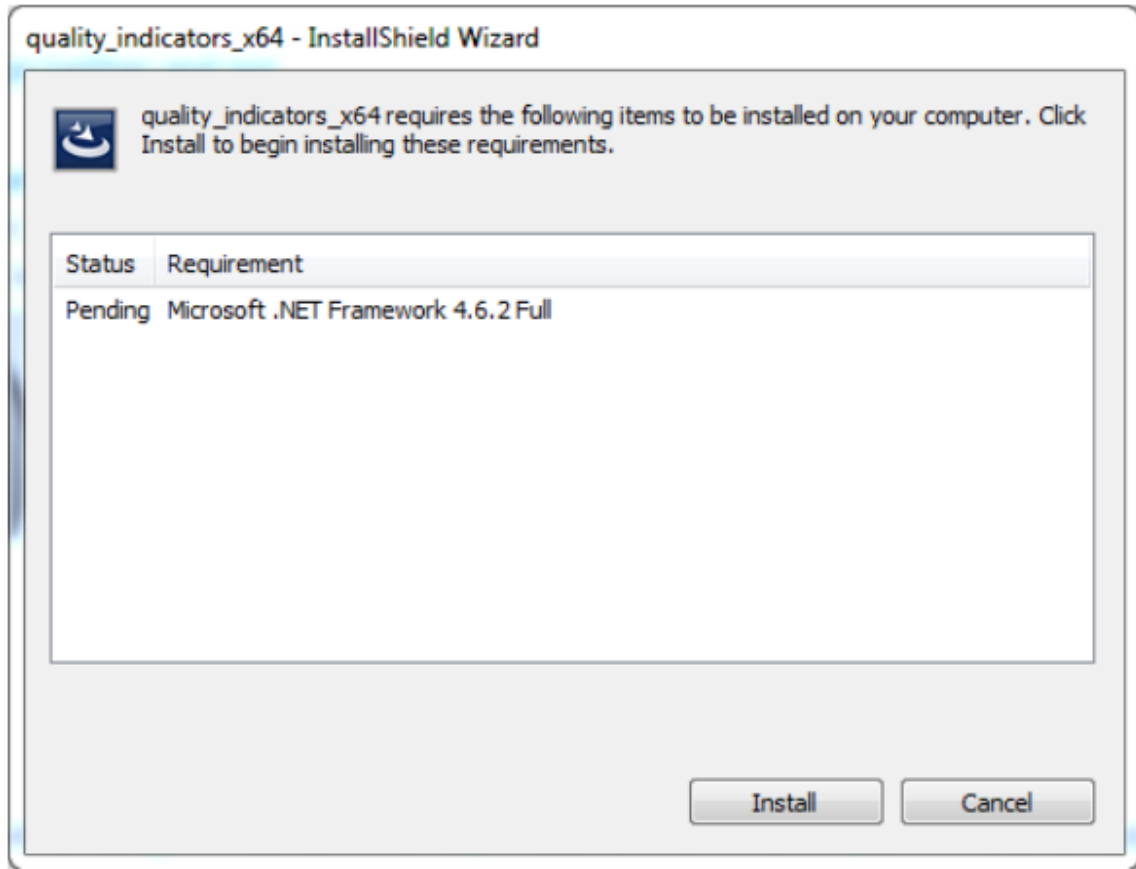 quality_indicators_x64 - InstallShield Wizard
quality_indicators_x64 requires the following items to be installed on your computer. Click
Install to begin installing these requirements.
Status Requirement
Pending Microsoft .NET Framework 4.6.2 Full
Install Cancel